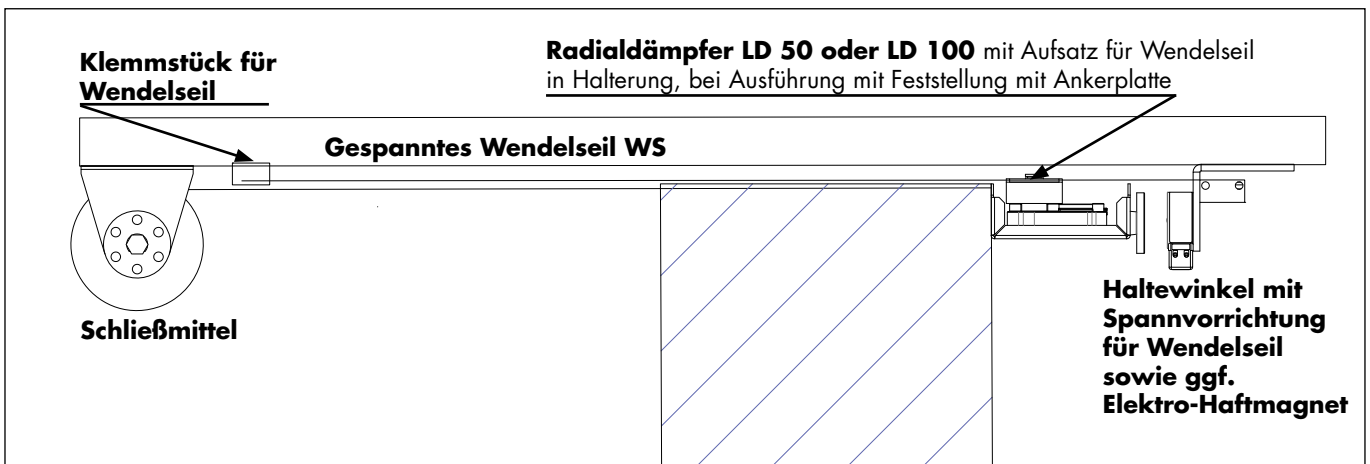 Klemmstück für
Wendelseil
Radialdämpfer LD 50 oder LD 100 mit Aufsatz für Wendelseil
in Halterung, bei Ausführung mit Feststellung mit Ankerplatte
Gespanntes Wendelseil WS
Schließmittel
Haltewinkel mit
Spannvorrichtung
für Wendelseil
sowie ggf.
Elektro-Haftmagnet